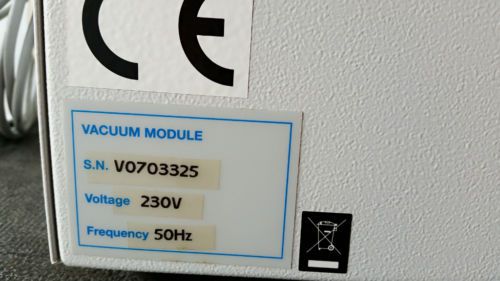 CE
VACUUM MODULE
S.N. V0703325
Voltage 230V
Frequency 50Hz